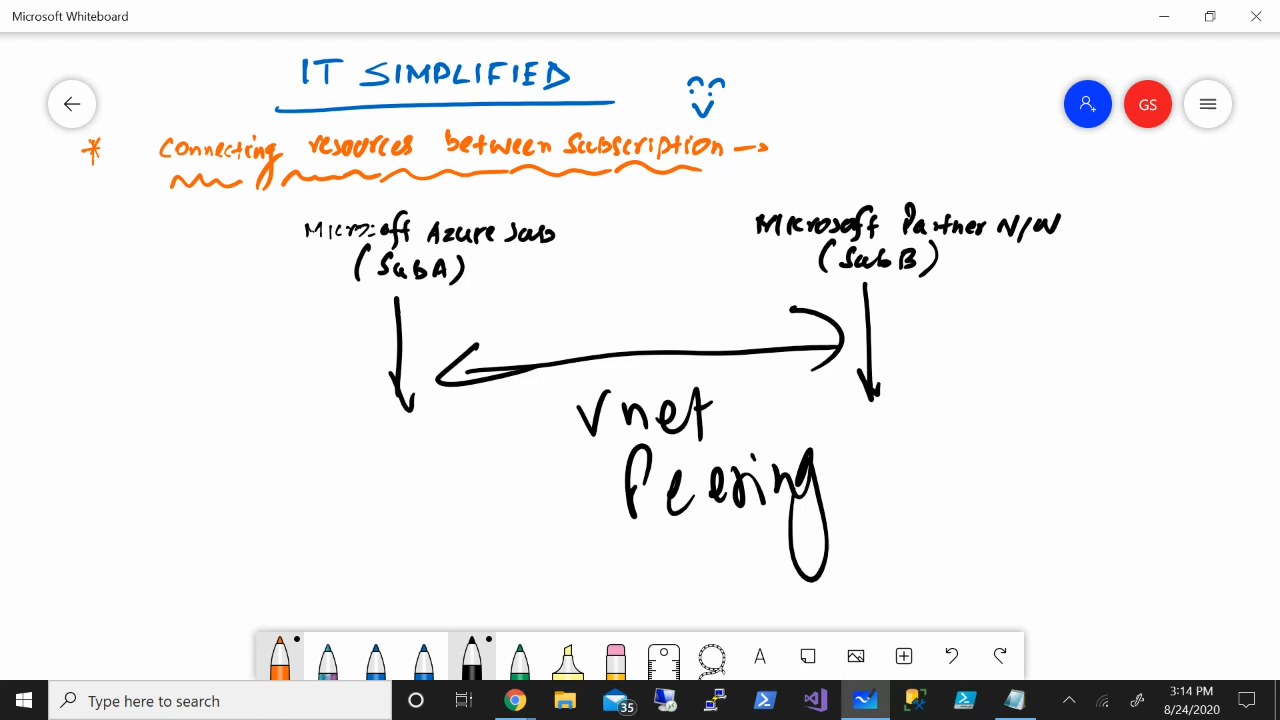 Microsoft Whiteboard
IT SIMPLIFIED
GS
* Connecting resources between Subscription →
Microsoft Azure Sub
(Sub A)
Microsoft Partner N/W
(Sub B)
Vnet
Peering
A
Type here to search
35
3:14 PM
8/24/2020